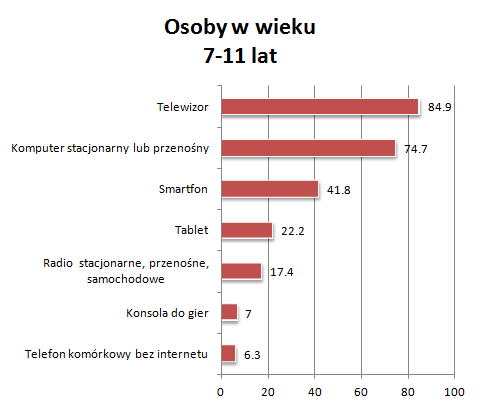 Osoby w wieku
7-11 lat
Telewizor
84.9
Komputer stacjonarny lub przenośny
74.7
Smartfon
41.8
Tablet
22.2
Radio stacjonarne, przenośne,
samochodowe
17.4
Konsola do gier
7
Telefon komórkowy bez internetu
6.3
0 20 40 60 80 100